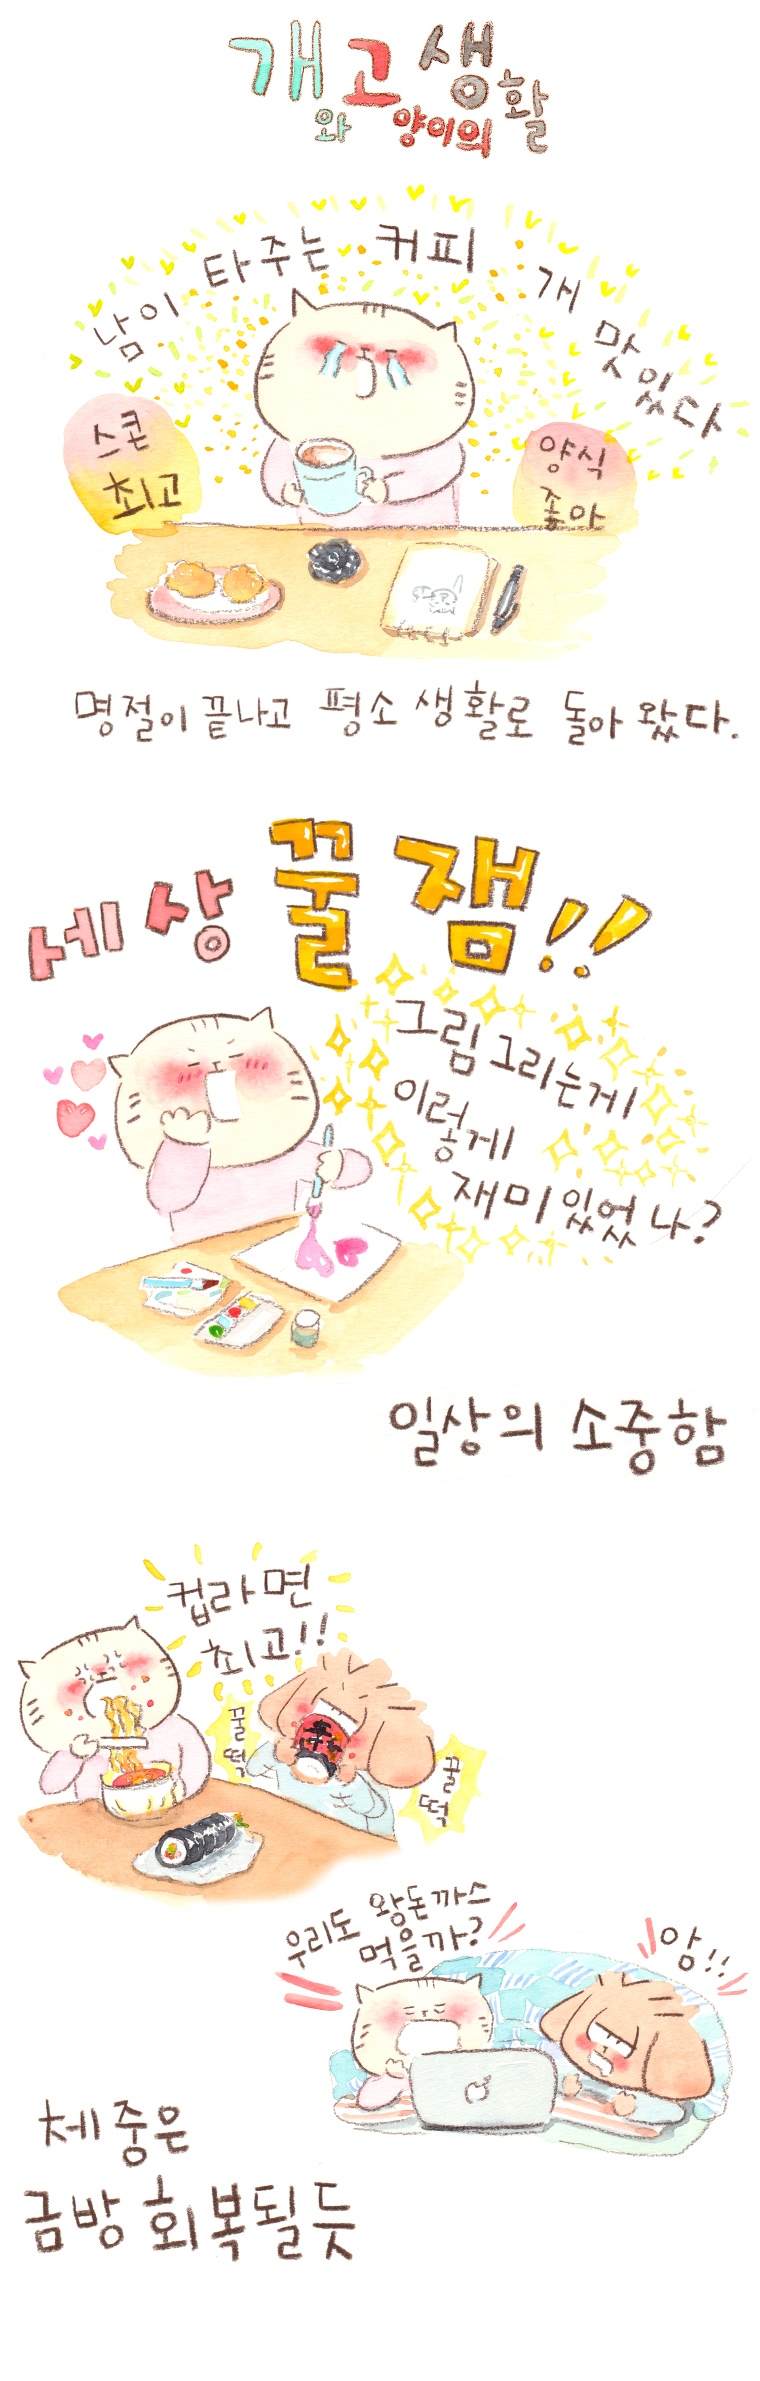 개와 고양이의 생활
남이 타주는 커피 개 맛있다
스콘
최고
양식
좋아
명절이 끝나고 평소 생활로 돌아 왔다.
세상 꿀잼!!
그림 그리는게
이렇게
재미있었나?
일상의 소중함
컵라면
최고!!
꿀
떡
꿀
떡
우리도 왕돈까스
먹을까?
암!!
체중은
금방 회복될듯